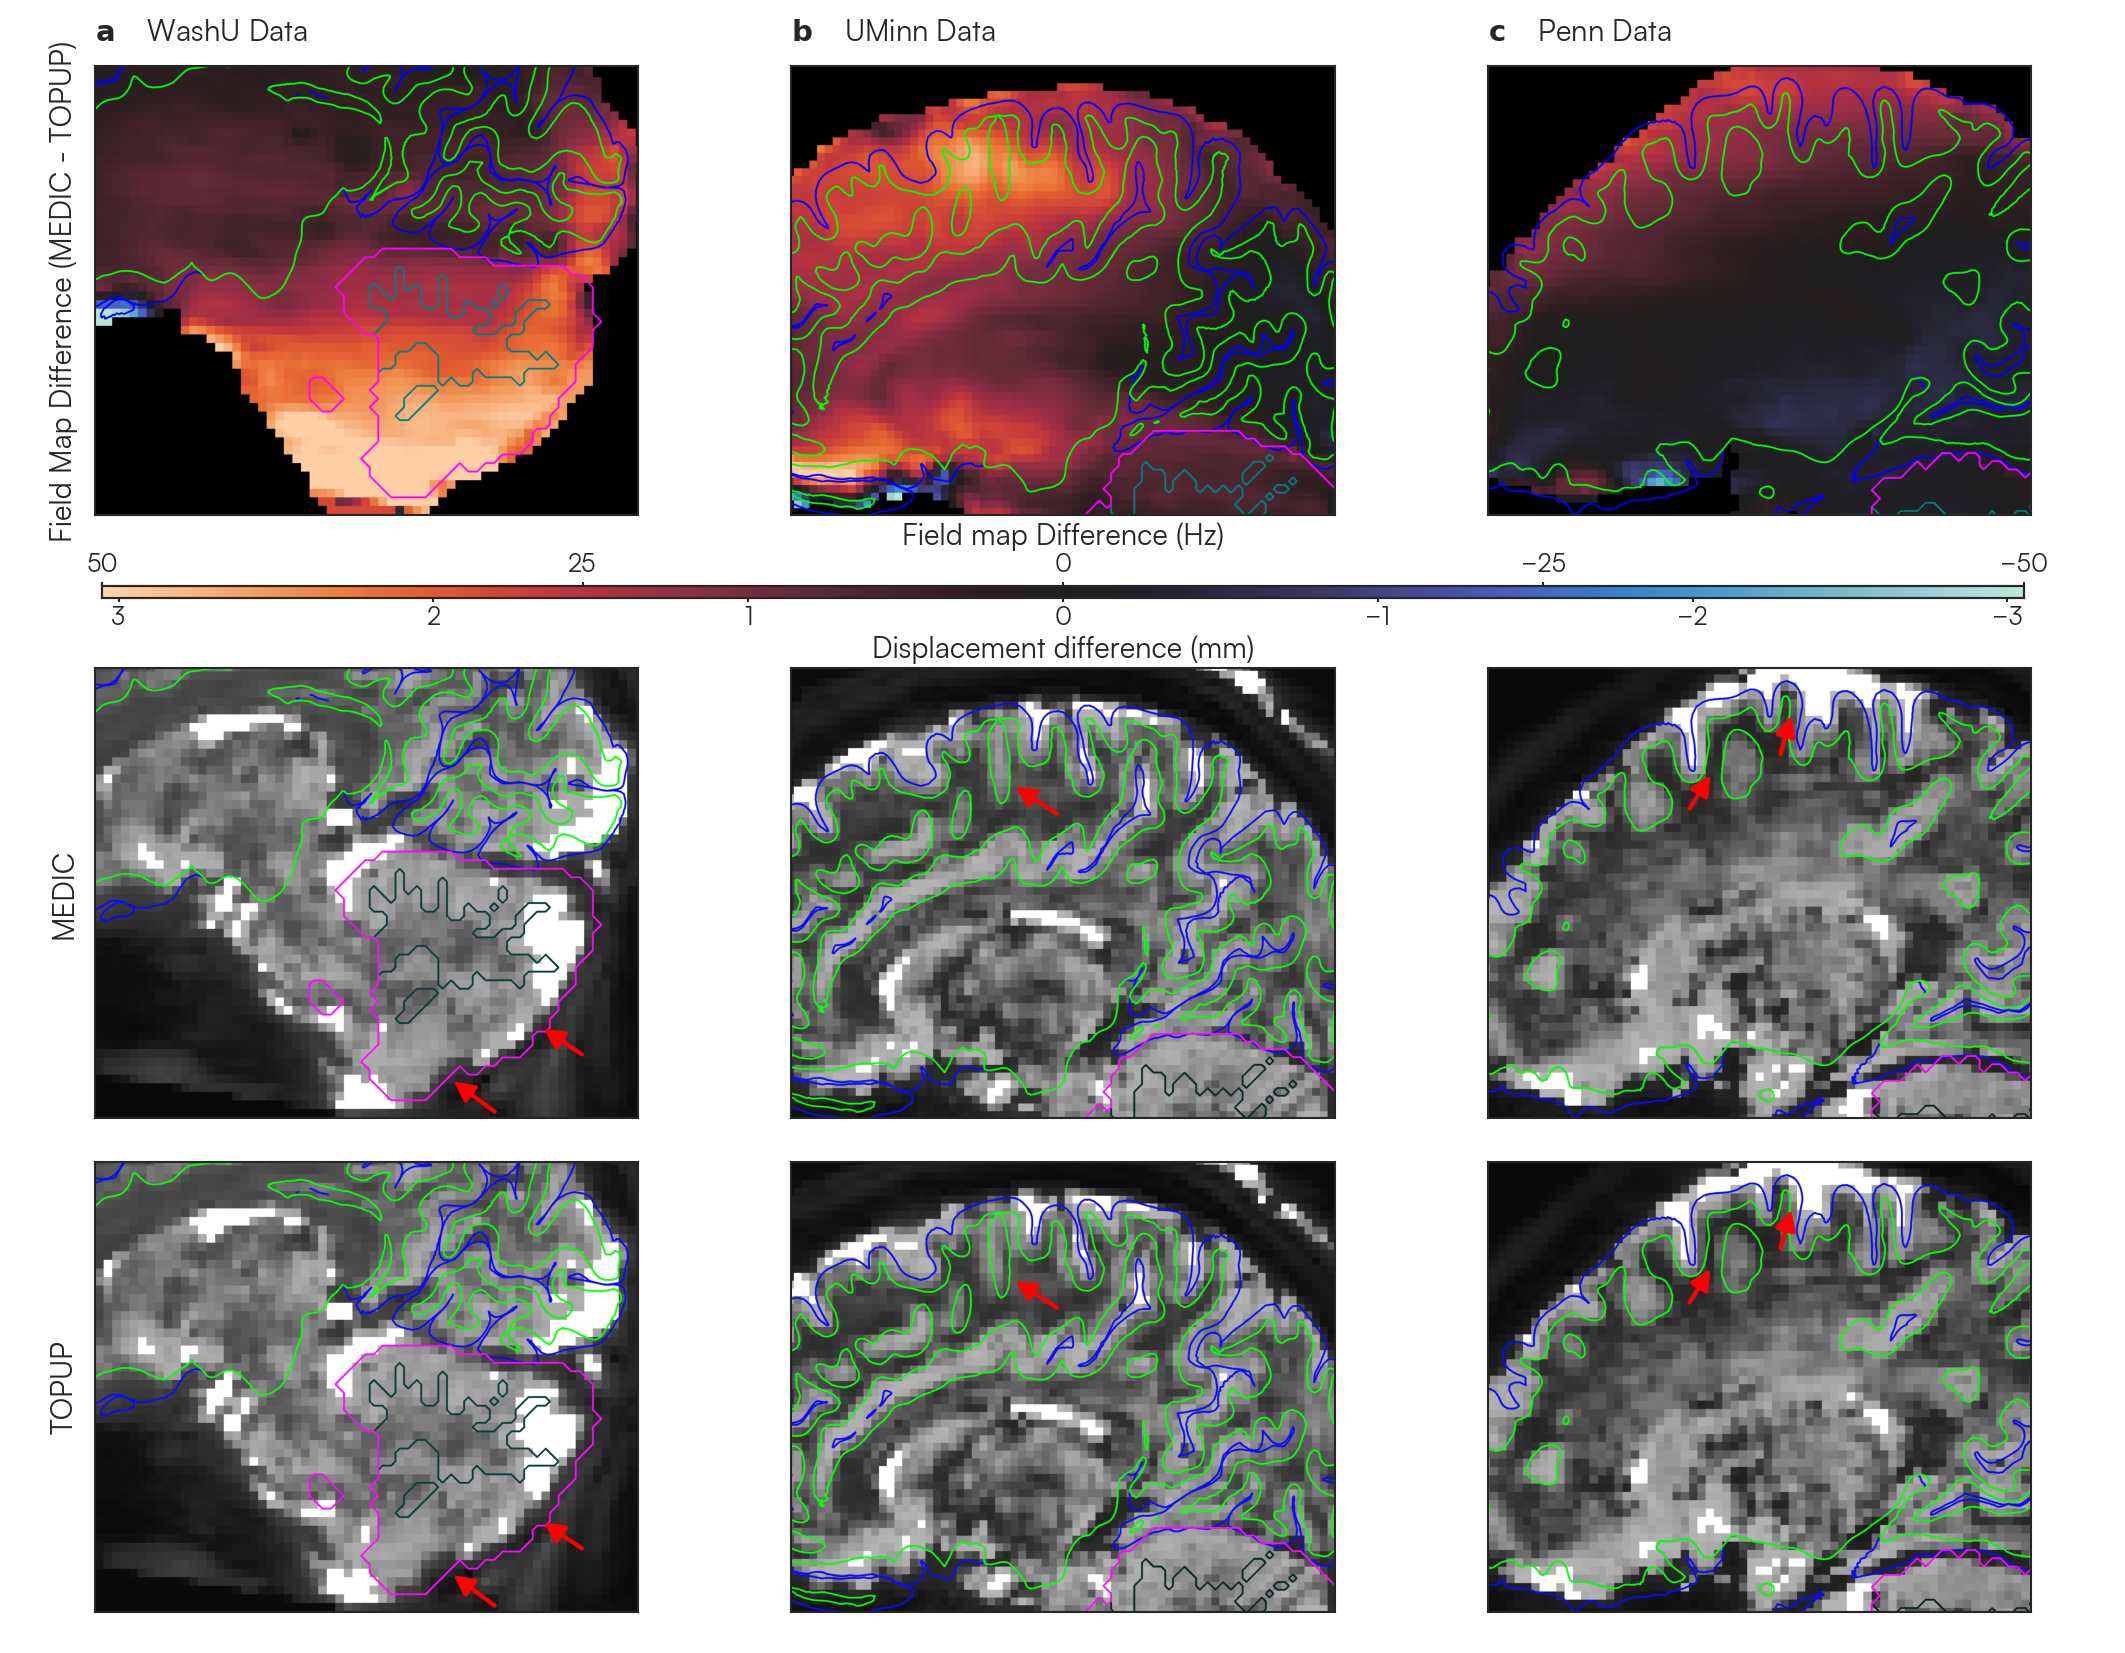 a WashU Data
b UMinn Data
c Penn Data
Field Map Difference (MEDIC - TOPUP)
Field map Difference (Hz)
50 25 0 −25 −50
3 2 1 0 −1 −2 −3
Displacement difference (mm)
MEDIC
TOPUP